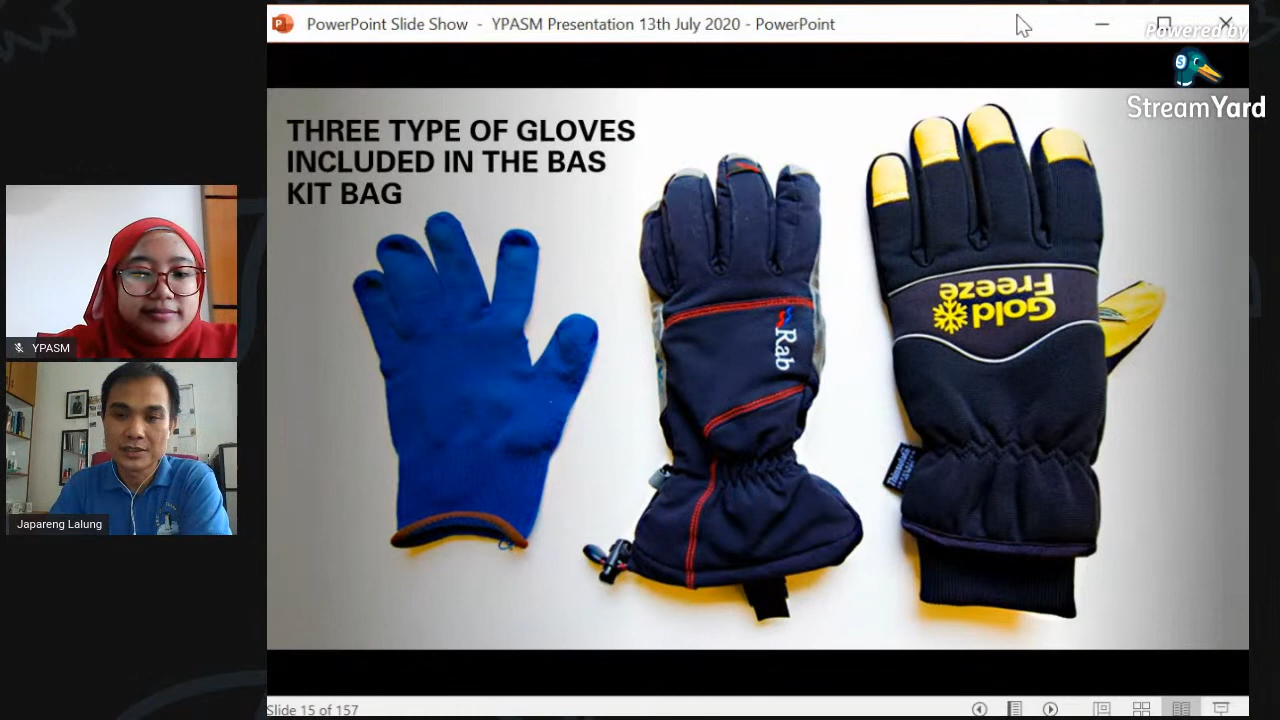 PowerPoint Slide Show - YPASM Presentation 13th July 2020 - PowerPoint
Powered by
StreamYard
THREE TYPE OF GLOVES
INCLUDED IN THE BAS
KIT BAG
Rab
Gold
Freeze
YPASM
Japareng Lalung
Slide 15 of 157